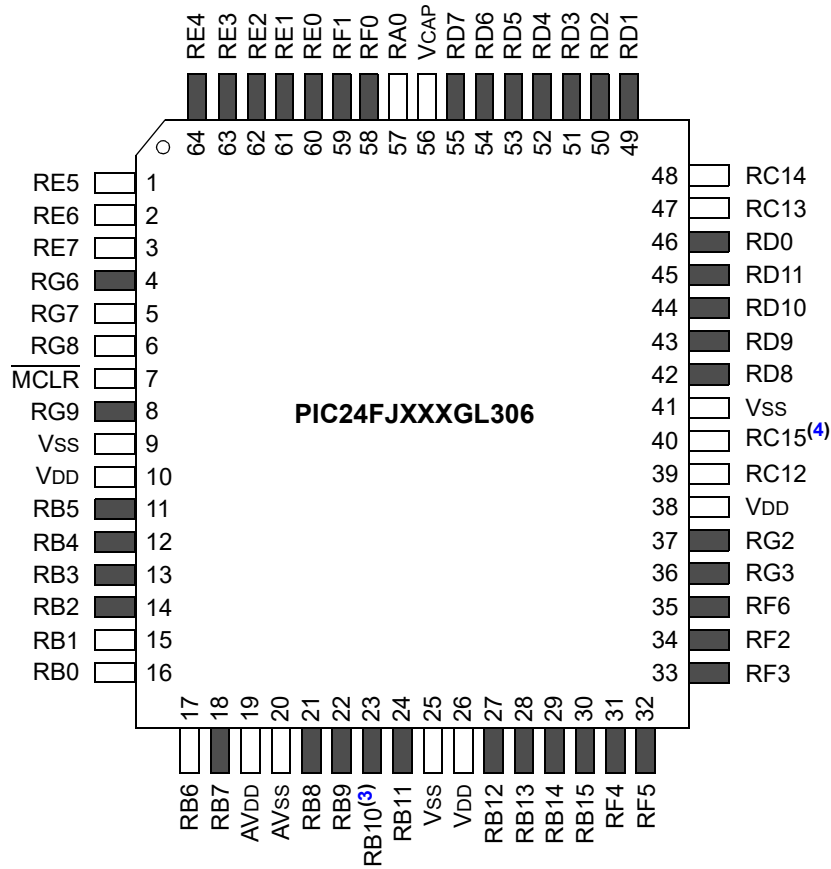 RE4 RE3 RE2 RE1 RE0 RF1 RF0 RA0 VCAP RD7 RD6 RD5 RD4 RD3 RD2 RD1
64 63 62 61 60 59 58 57 56 55 54 53 52 51 50 49
RE5 1 48 RC14
RE6 2 47 RC13
RE7 3 46 RD0
RG6 4 45 RD11
RG7 5 44 RD10
RG8 6 43 RD9
MCLR 7 42 RD8
RG9 8 41 VSS
VSS 9 40 RC15(4)
VDD 10 39 RC12
RB5 11 38 VDD
RB4 12 37 RG2
RB3 13 36 RG3
RB2 14 35 RF6
RB1 15 34 RF2
RB0 16 33 RF3
PIC24FJXXXGL306
17 18 19 20 21 22 23 24 25 26 27 28 29 30 31 32
RB6 RB7 AVDD AVSS RB8 RB9 RB10(3) RB11 VSS VDD RB12 RB13 RB14 RB15 RF4 RF5